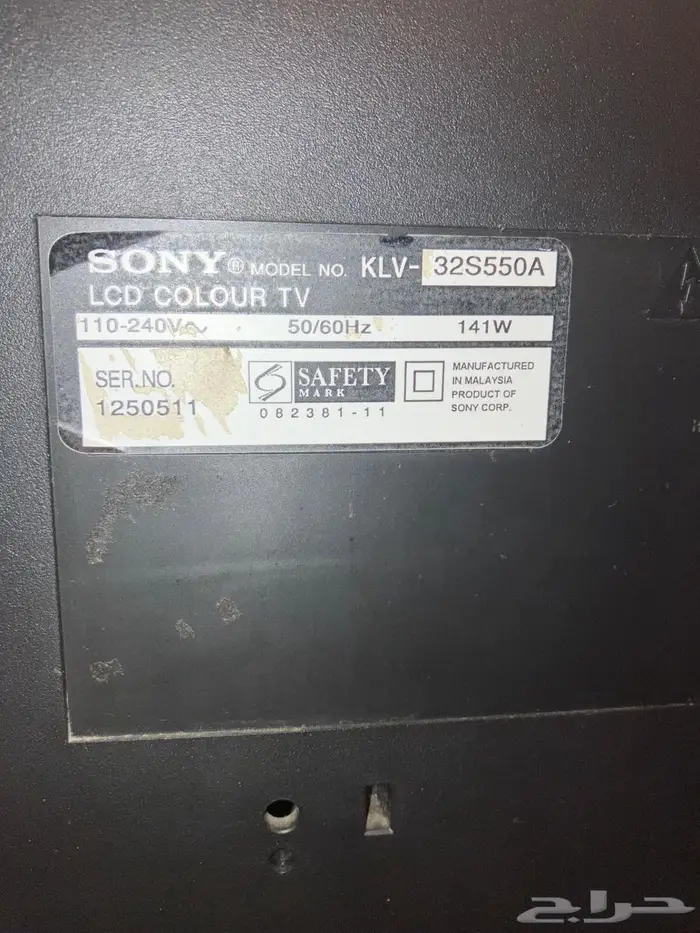 SONY® MODEL NO. KLV-32S550A
LCD COLOUR TV
110-240V~ 50/60Hz 141W
SER.NO.
1250511
SAFETY
MARK
082381-11
MANUFACTURED
IN MALAYSIA
PRODUCT OF
SONY CORP.
حراج